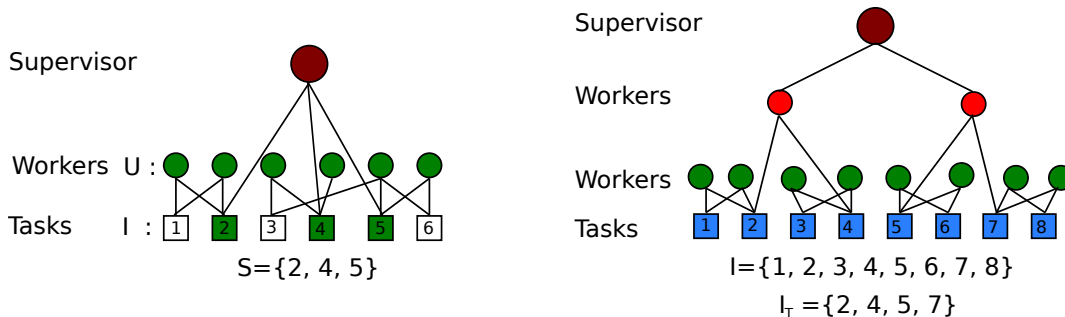 Supervisor
Workers U :
Tasks I :
1 2 3 4 5 6
S={2, 4, 5}
Supervisor
Workers
Workers
Tasks
1 2 3 4 5 6 7 8
I={1, 2, 3, 4, 5, 6, 7, 8}
I_T ={2, 4, 5, 7}